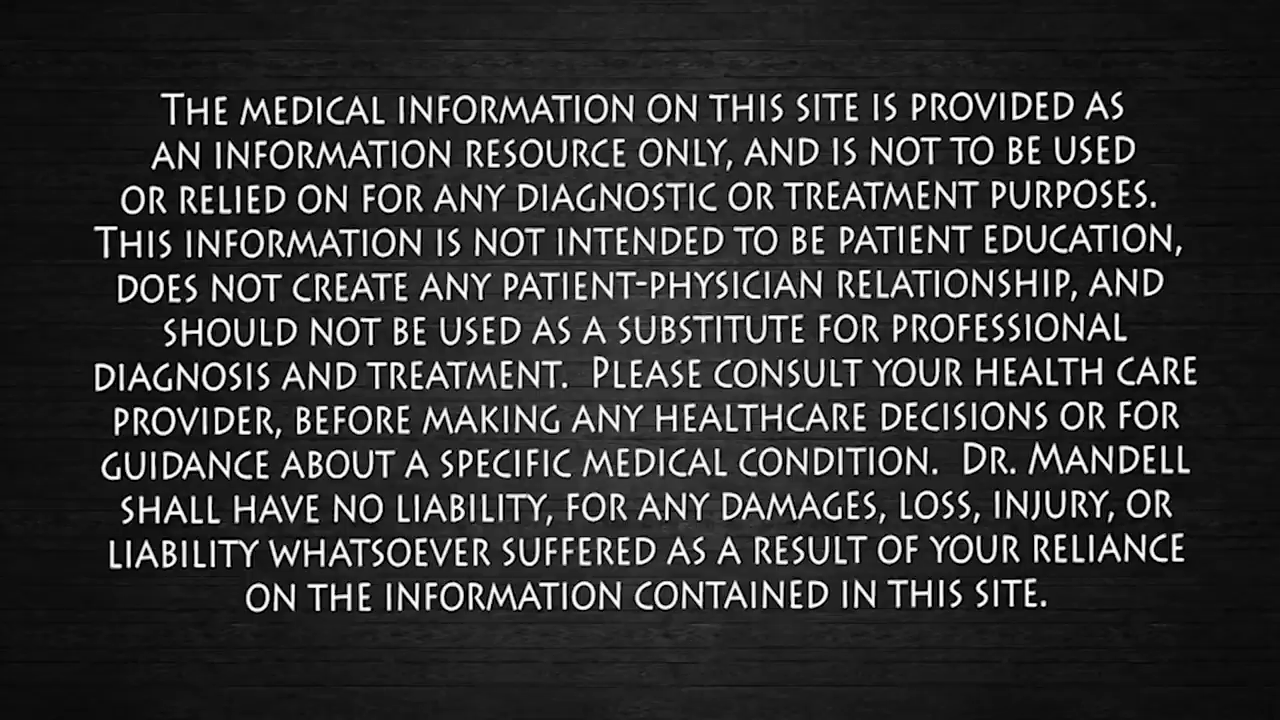 THE MEDICAL INFORMATION ON THIS SITE IS PROVIDED AS
AN INFORMATION RESOURCE ONLY, AND IS NOT TO BE USED
OR RELIED ON FOR ANY DIAGNOSTIC OR TREATMENT PURPOSES.
THIS INFORMATION IS NOT INTENDED TO BE PATIENT EDUCATION,
DOES NOT CREATE ANY PATIENT-PHYSICIAN RELATIONSHIP, AND
SHOULD NOT BE USED AS A SUBSTITUTE FOR PROFESSIONAL
DIAGNOSIS AND TREATMENT. PLEASE CONSULT YOUR HEALTH CARE
PROVIDER, BEFORE MAKING ANY HEALTHCARE DECISIONS OR FOR
GUIDANCE ABOUT A SPECIFIC MEDICAL CONDITION. DR. MANDELL
SHALL HAVE NO LIABILITY, FOR ANY DAMAGES, LOSS, INJURY, OR
LIABILITY WHATSOEVER SUFFERED AS A RESULT OF YOUR RELIANCE
ON THE INFORMATION CONTAINED IN THIS SITE.